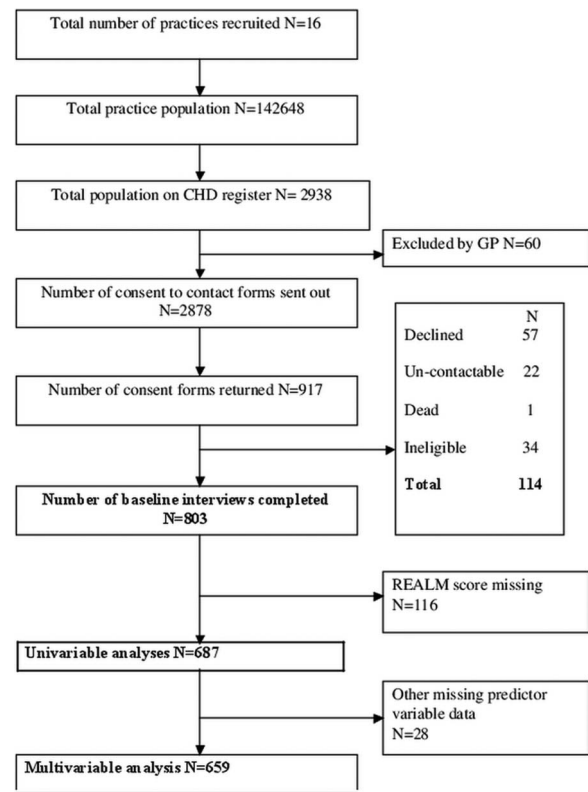 Total number of practices recruited N=16
Total practice population N=142648
Total population on CHD register N= 2938
Excluded by GP N=60
Number of consent to contact forms sent out
N=2878
N
Declined 57
Un-contactable 22
Dead 1
Ineligible 34
Total 114
Number of consent forms returned N=917
Number of baseline interviews completed
N=803
REALM score missing
N=116
Univariable analyses N=687
Other missing predictor
variable data
N=28
Multivariable analysis N=659